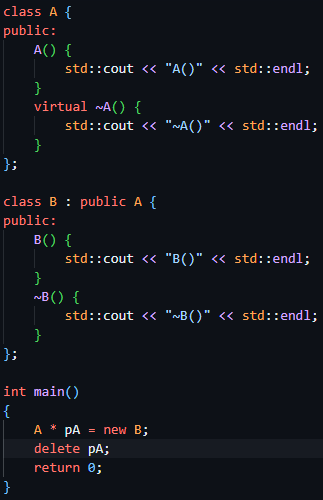 class A {
public:
    A() {
        std::cout << "A()" << std::endl;
    }
    virtual ~A() {
        std::cout << "~A()" << std::endl;
    }
};

class B : public A {
public:
    B() {
        std::cout << "B()" << std::endl;
    }
    ~B() {
        std::cout << "~B()" << std::endl;
    }
};

int main()
{
    A * pA = new B;
    delete pA;
    return 0;
}